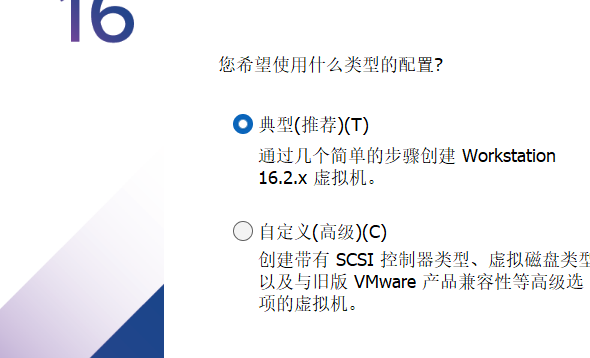 16
您希望使用什么类型的配置?
典型(推荐)(T)
通过几个简单的步骤创建 Workstation
16.2.x 虚拟机。
自定义(高级)(C)
创建带有 SCSI 控制器类型、虚拟磁盘类型
以及与旧版 VMware 产品兼容性等高级选
项的虚拟机。